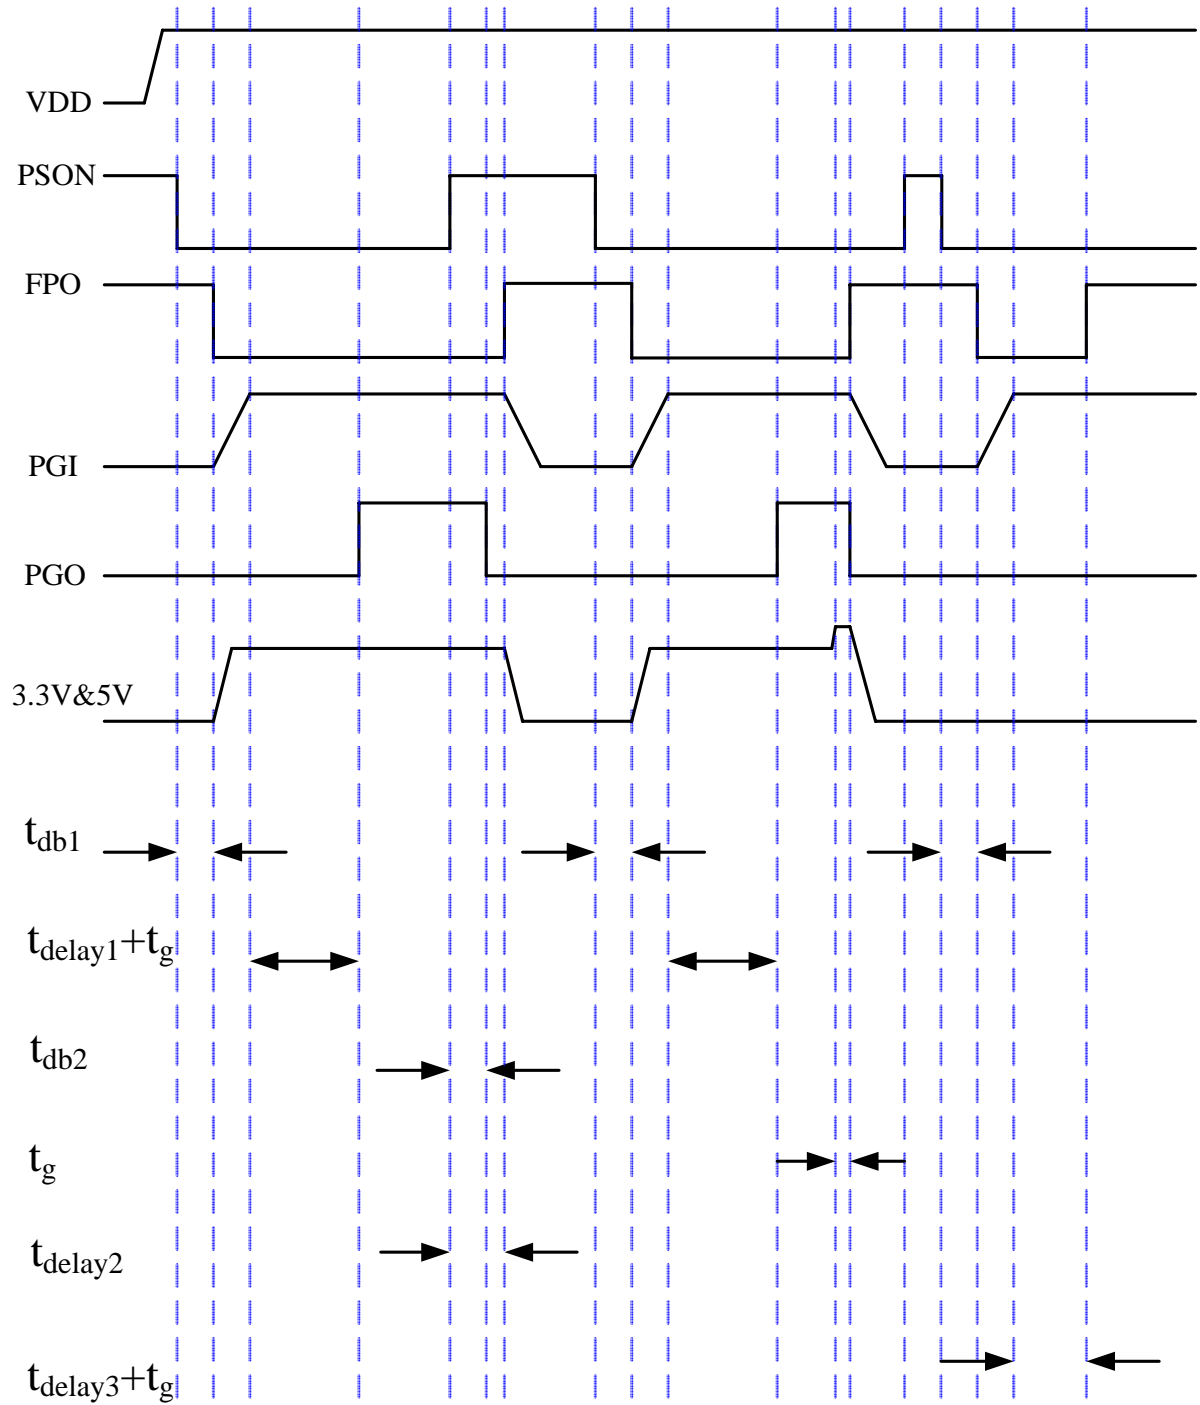 VDD
PSON
FPO
PGI
PGO
3.3V&5V
tdb1
tdelay1+tg
tdb2
tg
tdelay2
tdelay3+tg